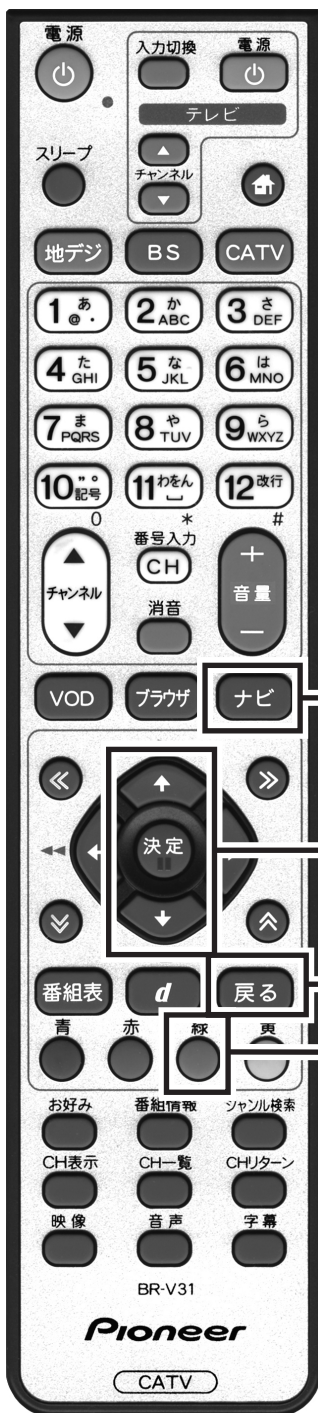 電源
入力切換 電源
テレビ
スリープ
チャンネル
地デジ BS CATV
1 あ @. 2 か ABC 3 さ DEF
4 た GHI 5 な JKL 6 は MNO
7 ま PQRS 8 や TUV 9 ら WXYZ
10 ゛゜ 記号 11 わをん 12 改行
0 * #
番号入力
CH
チャンネル 音量
消音
VOD ブラウザ ナビ
決定
番組表 d 戻る
青 赤 緑 黄
お好み 番組情報 ジャンル検索
CH表示 CH一覧 CHリターン
映像 音声 字幕
BR-V31
Pioneer
CATV